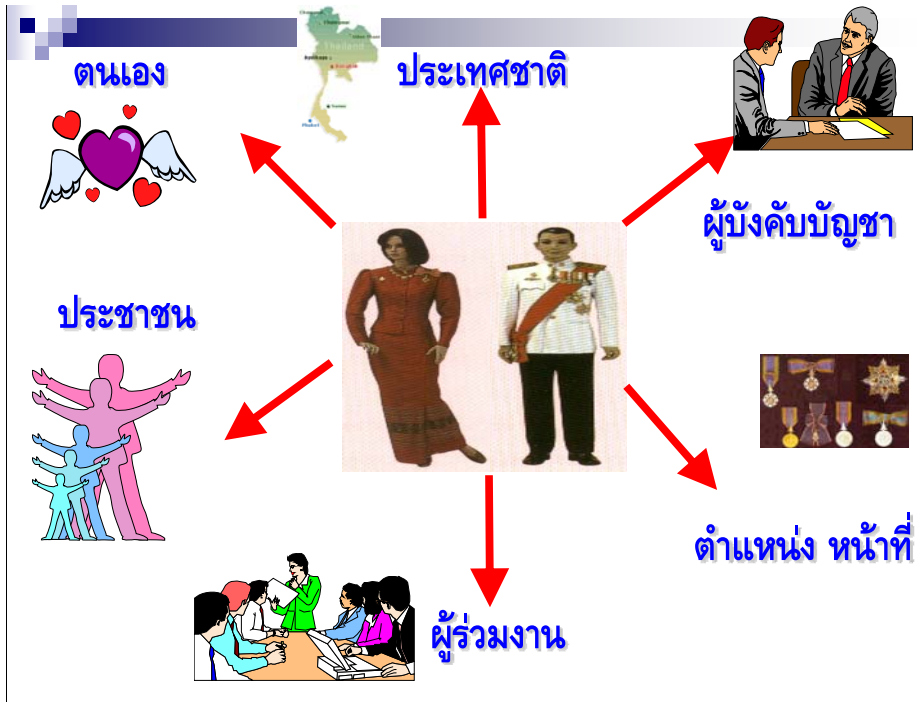 ตนเอง
ประเทศชาติ
Thailand
Bangkok
ผู้บังคับบัญชา
ประชาชน
ตำแหน่ง หน้าที่
ผู้ร่วมงาน